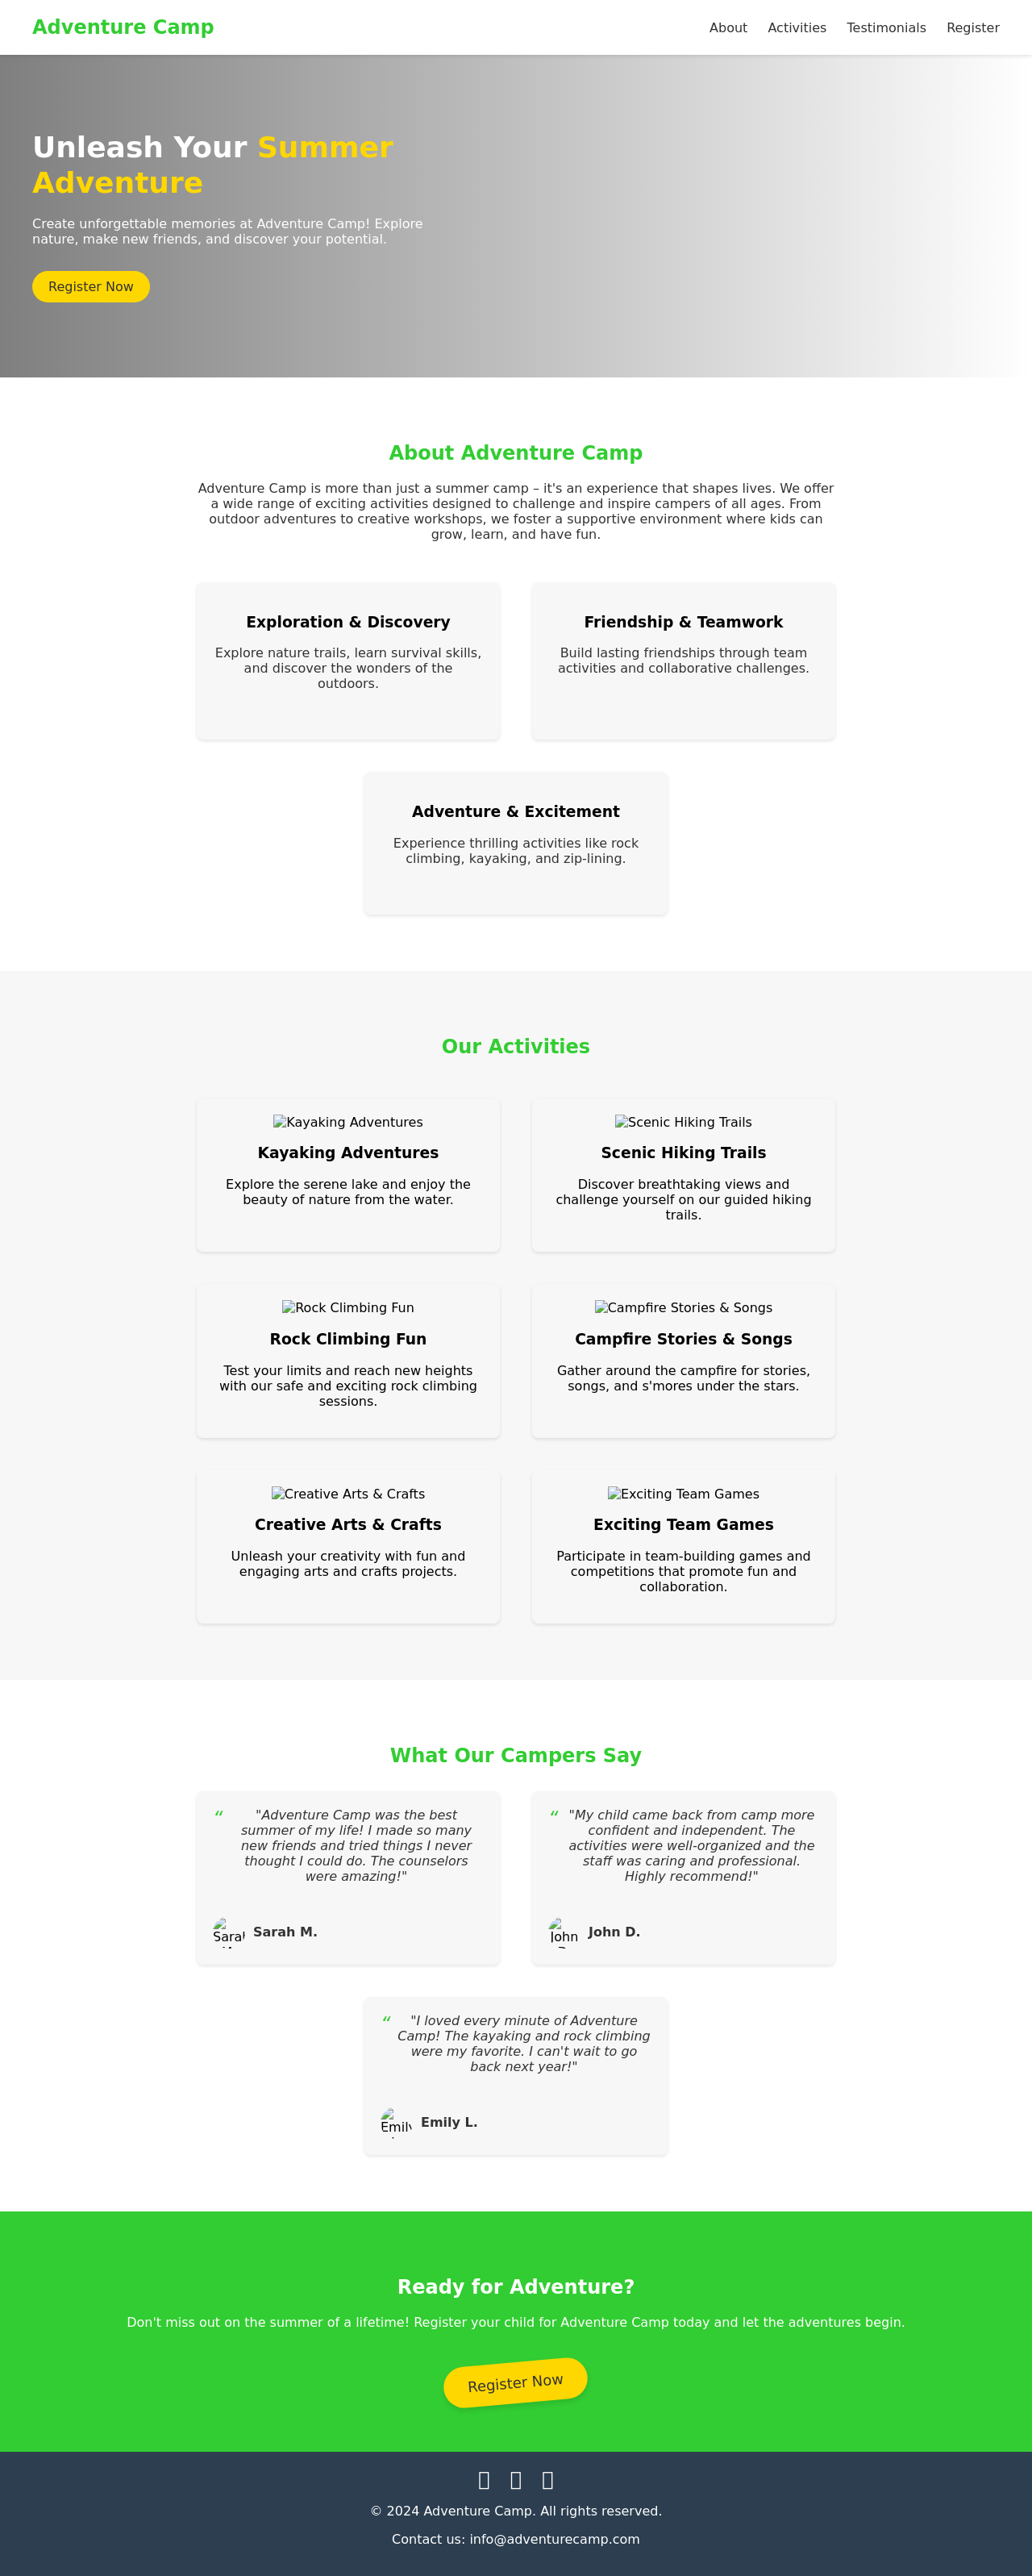 Adventure Camp
About Activities Testimonials Register
Unleash Your Summer
Adventure
Create unforgettable memories at Adventure Camp! Explore
nature, make new friends, and discover your potential.
Register Now
About Adventure Camp
Adventure Camp is more than just a summer camp – it's an experience that shapes lives. We offer
a wide range of exciting activities designed to challenge and inspire campers of all ages. From
outdoor adventures to creative workshops, we foster a supportive environment where kids can
grow, learn, and have fun.
Exploration & Discovery
Explore nature trails, learn survival skills,
and discover the wonders of the
outdoors.
Friendship & Teamwork
Build lasting friendships through team
activities and collaborative challenges.
Adventure & Excitement
Experience thrilling activities like rock
climbing, kayaking, and zip-lining.
Our Activities
Kayaking Adventures
Kayaking Adventures
Explore the serene lake and enjoy the
beauty of nature from the water.
Scenic Hiking Trails
Scenic Hiking Trails
Discover breathtaking views and
challenge yourself on our guided hiking
trails.
Rock Climbing Fun
Rock Climbing Fun
Test your limits and reach new heights
with our safe and exciting rock climbing
sessions.
Campfire Stories & Songs
Campfire Stories & Songs
Gather around the campfire for stories,
songs, and s'mores under the stars.
Creative Arts & Crafts
Creative Arts & Crafts
Unleash your creativity with fun and
engaging arts and crafts projects.
Exciting Team Games
Exciting Team Games
Participate in team-building games and
competitions that promote fun and
collaboration.
What Our Campers Say
“ "Adventure Camp was the best
summer of my life! I made so many
new friends and tried things I never
thought I could do. The counselors
were amazing!"
Sarah
Sarah M.
“ "My child came back from camp more
confident and independent. The
activities were well-organized and the
staff was caring and professional.
Highly recommend!"
John
John D.
“ "I loved every minute of Adventure
Camp! The kayaking and rock climbing
were my favorite. I can't wait to go
back next year!"
Emily
Emily L.
Ready for Adventure?
Don't miss out on the summer of a lifetime! Register your child for Adventure Camp today and let the adventures begin.
Register Now
© 2024 Adventure Camp. All rights reserved.
Contact us: info@adventurecamp.com